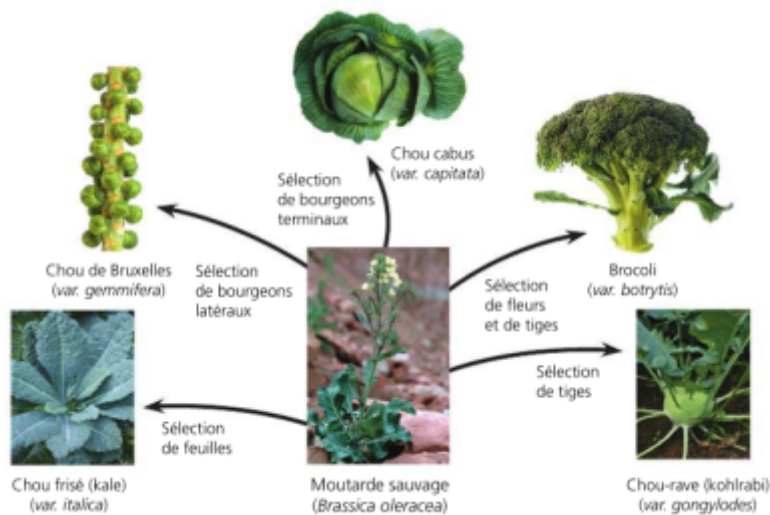 Chou cabus
(var. capitata)
Sélection
de bourgeons
terminaux
Chou de Bruxelles
(var. gemmifera)
Sélection
de bourgeons
latéraux
Brocoli
(var. botrytis)
Sélection
de fleurs
et de tiges
Sélection
de tiges
Sélection
de feuilles
Chou frisé (kale)
(var. italica)
Moutarde sauvage
(Brassica oleracea)
Chou-rave (kohlrabi)
(var. gongylodes)